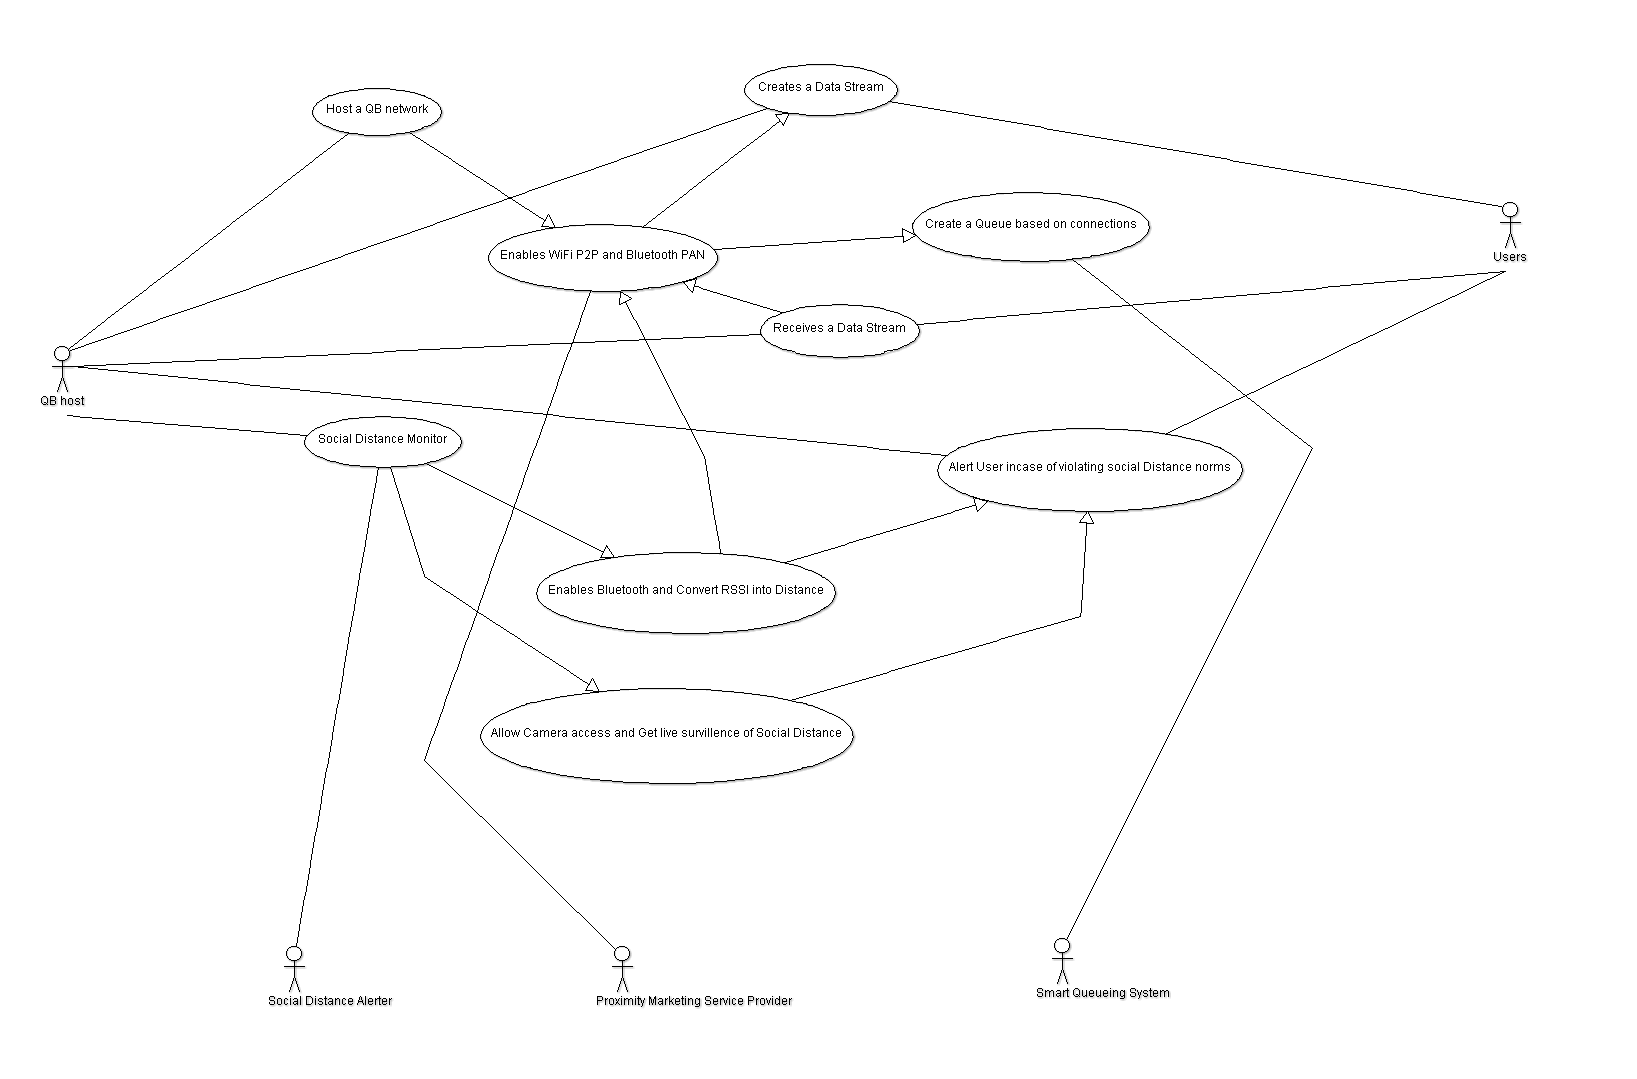 Creates a Data Stream
Host a QB network
Create a Queue based on connections
Enables WiFi P2P and Bluetooth PAN
Users
Receives a Data Stream
QB host
Social Distance Monitor
Alert User incase of violating social Distance norms
Enables Bluetooth and Convert RSSI into Distance
Allow Camera access and Get live survillence of Social Distance
Social Distance Alerter
Proximity Marketing Service Provider
Smart Queueing System